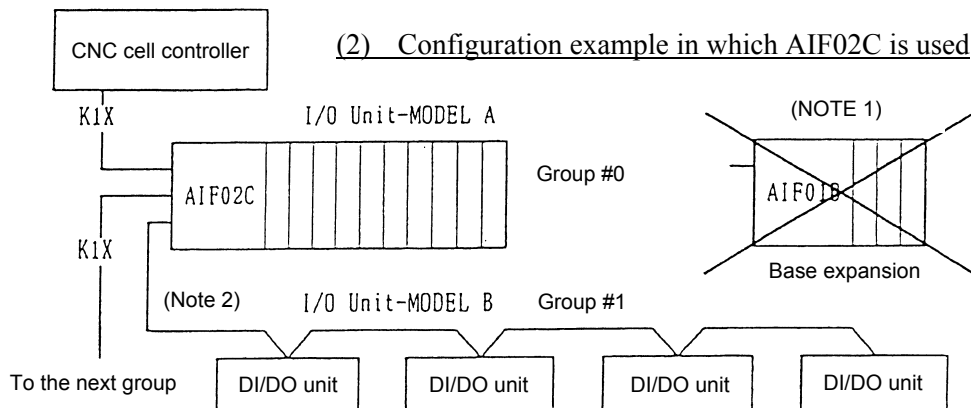 CNC cell controller
(2) Configuration example in which AIF02C is used
K1X
I/O Unit-MODEL A
(NOTE 1)
AIF02C
Group #0
AIF01B
K1X
Base expansion
(Note 2)
I/O Unit-MODEL B
Group #1
To the next group
DI/DO unit
DI/DO unit
DI/DO unit
DI/DO unit